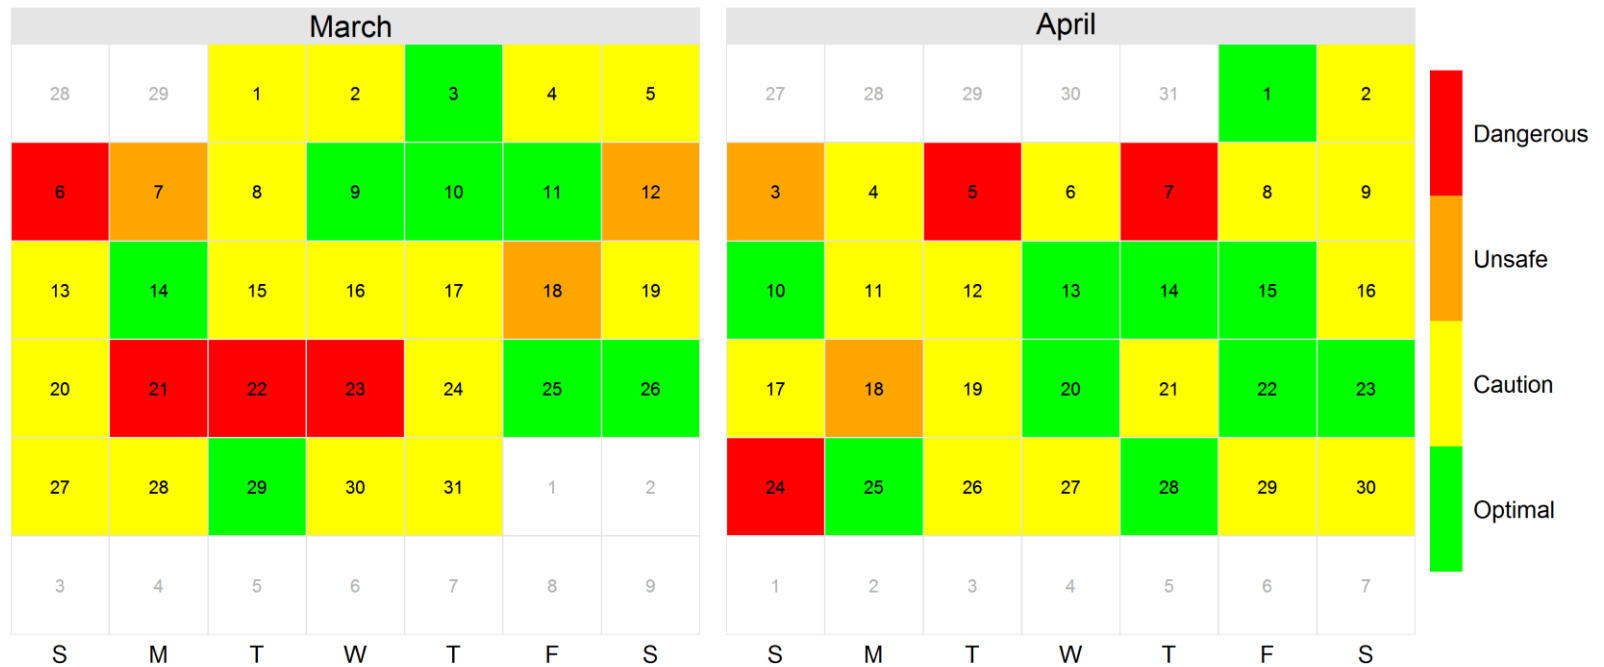 March
28 29 1 2 3 4 5
6 7 8 9 10 11 12
13 14 15 16 17 18 19
20 21 22 23 24 25 26
27 28 29 30 31 1 2
3 4 5 6 7 8 9
S M T W T F S
April
27 28 29 30 31 1 2
3 4 5 6 7 8 9
10 11 12 13 14 15 16
17 18 19 20 21 22 23
24 25 26 27 28 29 30
1 2 3 4 5 6 7
S M T W T F S
Dangerous
Unsafe
Caution
Optimal